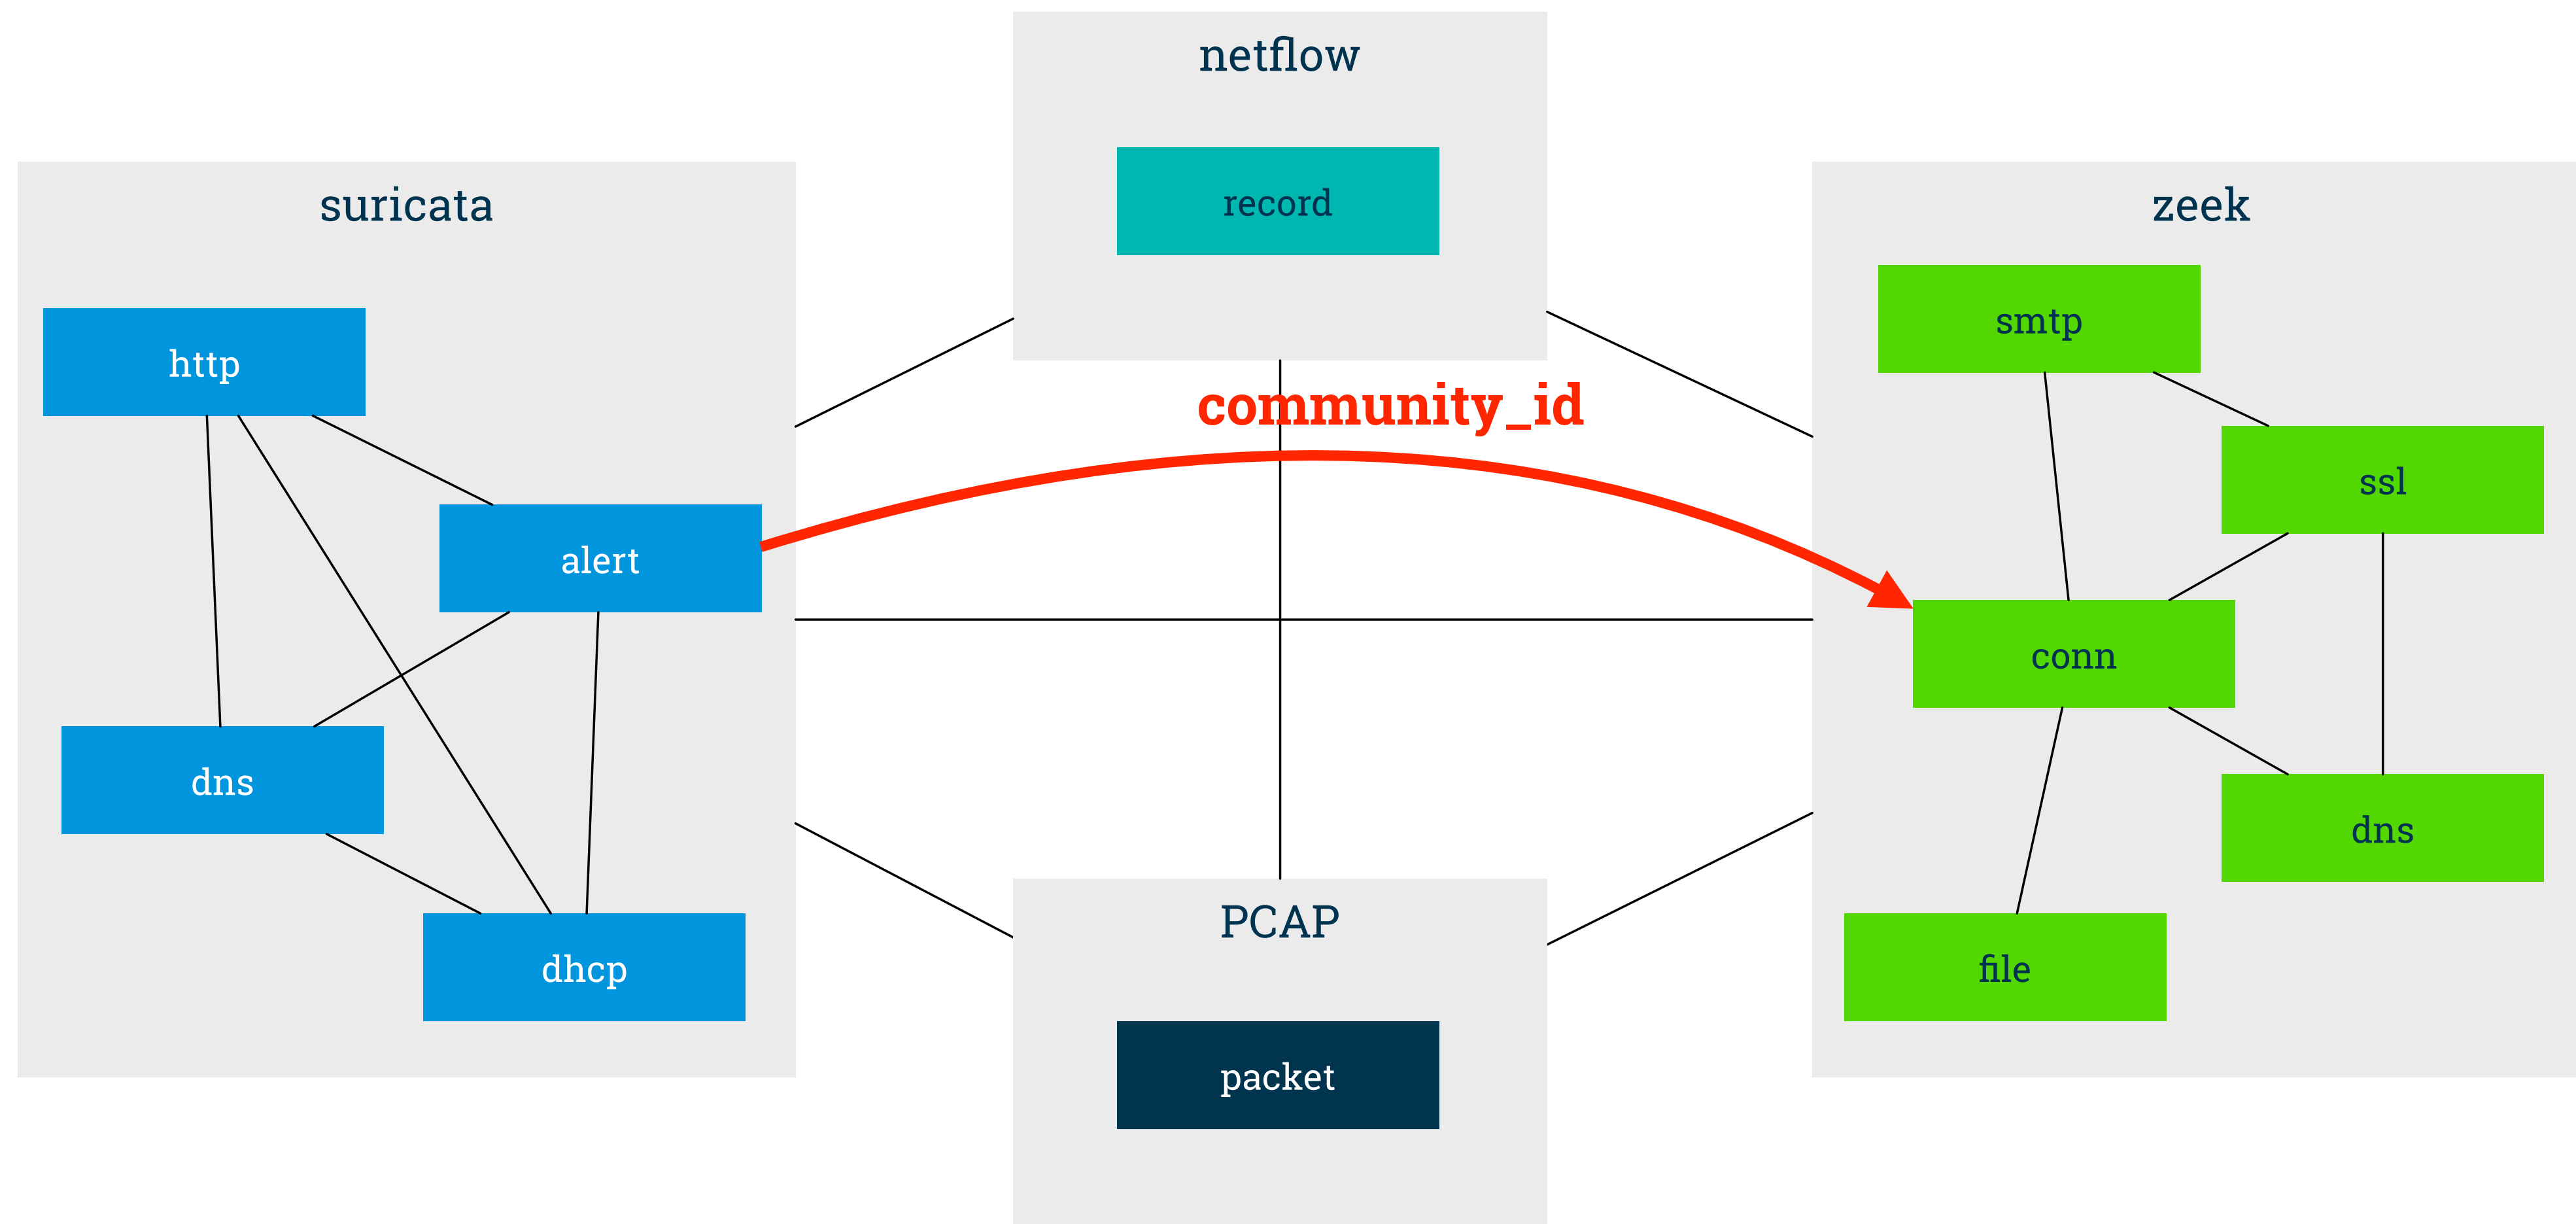 netflow
record
suricata
http
alert
dns
dhcp
community_id
PCAP
packet
zeek
smtp
ssl
conn
dns
file